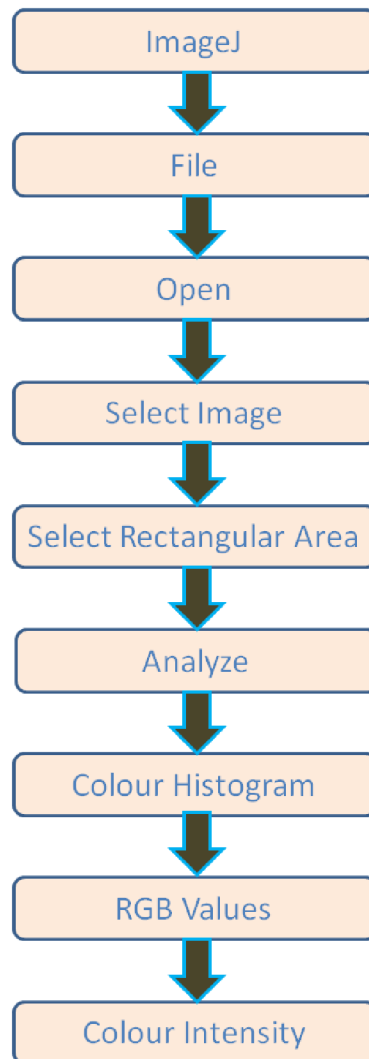 ImageJ
File
Open
Select Image
Select Rectangular Area
Analyze
Colour Histogram
RGB Values
Colour Intensity